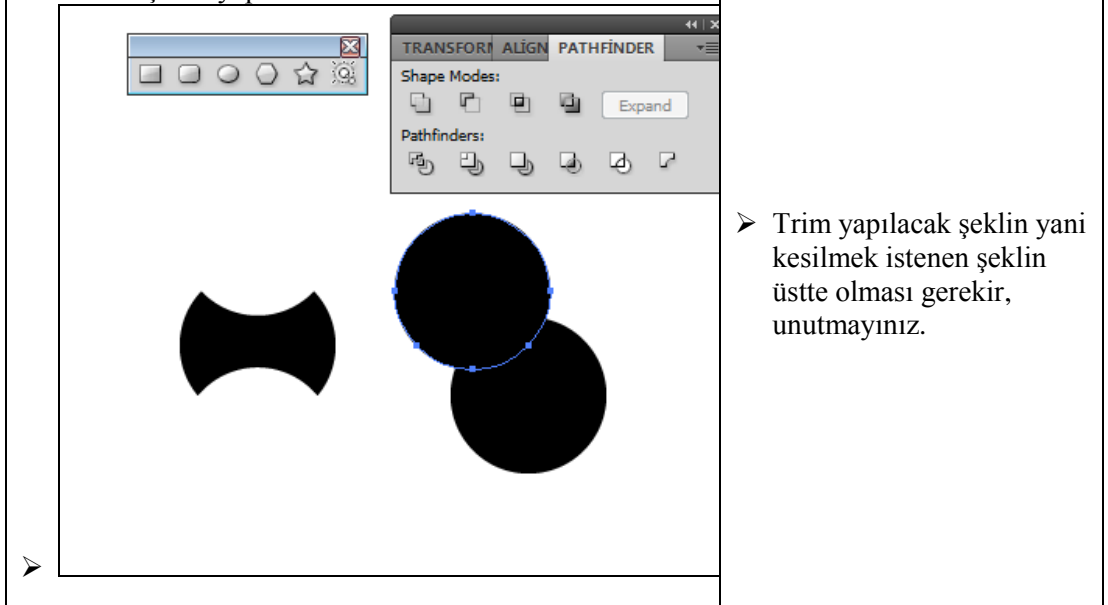 TRANSFORM ALİGN PATHFİNDER
Shape Modes:
Expand
Pathfinders:
➢ Trim yapılacak şeklin yani
kesilmek istenen şeklin
üstte olması gerekir,
unutmayınız.
➢